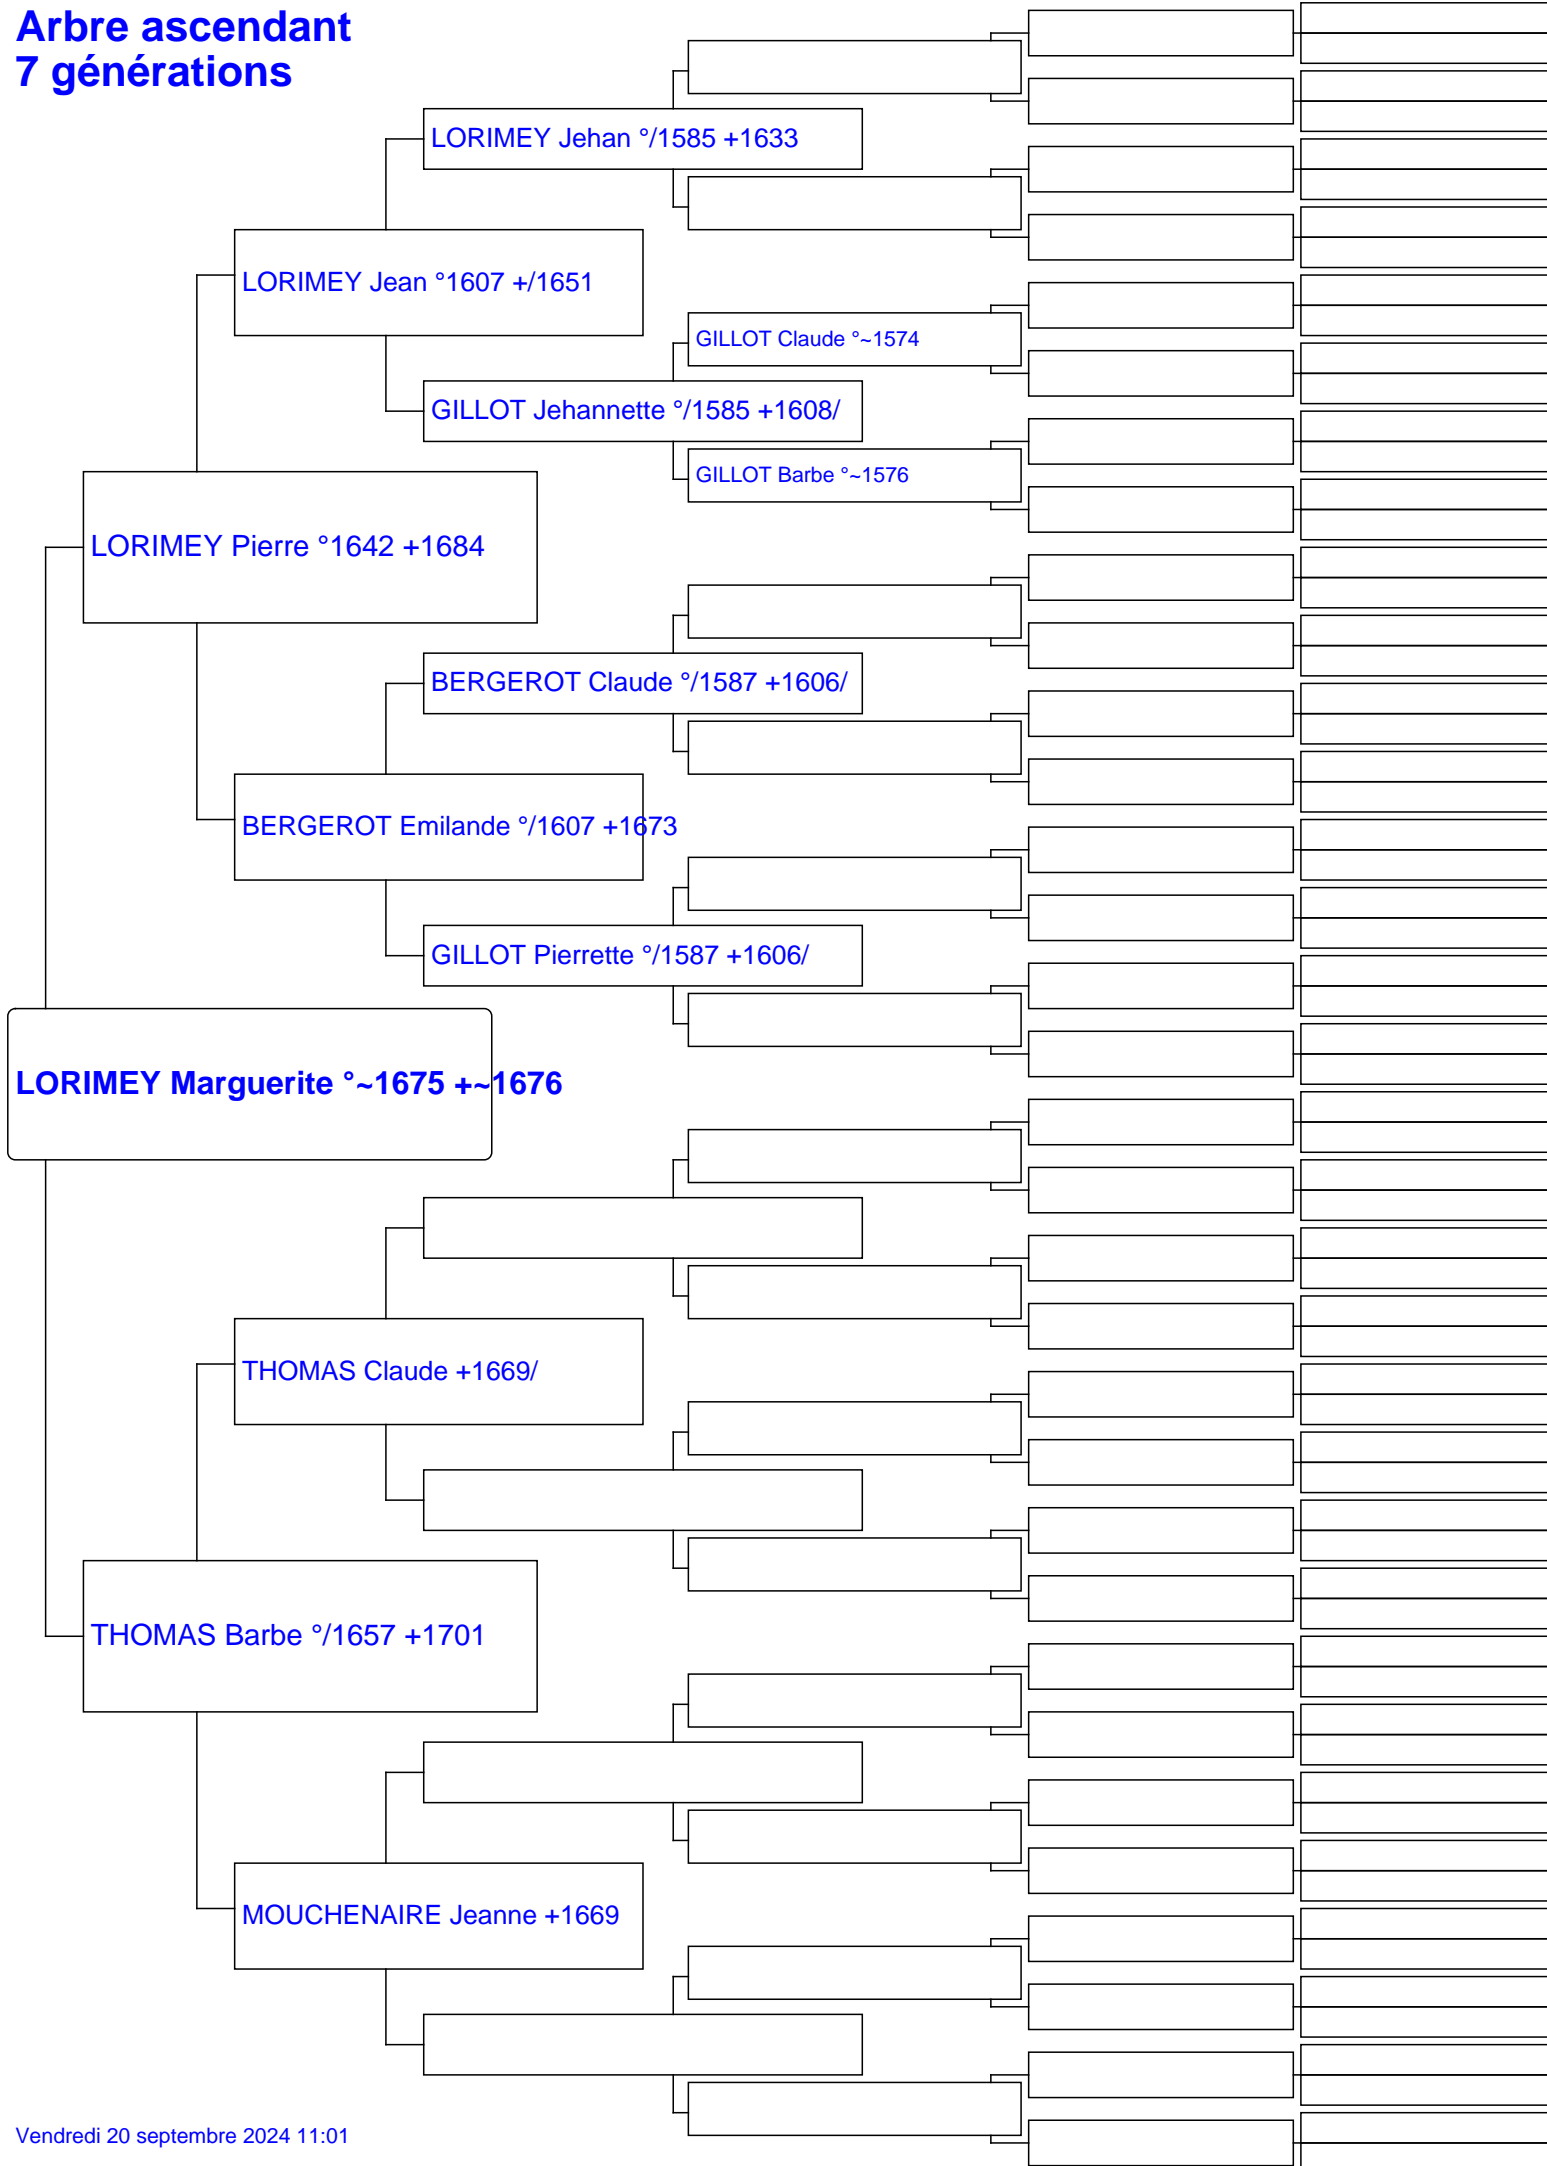 Arbre ascendant
7 générations
LORIMEY Jehan °/1585 +1633
LORIMEY Jean °1607 +/1651
GILLOT Claude °~1574
GILLOT Jehannette °/1585 +1608/
GILLOT Barbe °~1576
LORIMEY Pierre °1642 +1684
BERGEROT Claude °/1587 +1606/
BERGEROT Emilande °/1607 +1673
GILLOT Pierrette °/1587 +1606/
LORIMEY Marguerite °~1675 +~1676
THOMAS Claude +1669/
THOMAS Barbe °/1657 +1701
MOUCHENAIRE Jeanne +1669
Vendredi 20 septembre 2024 11:01